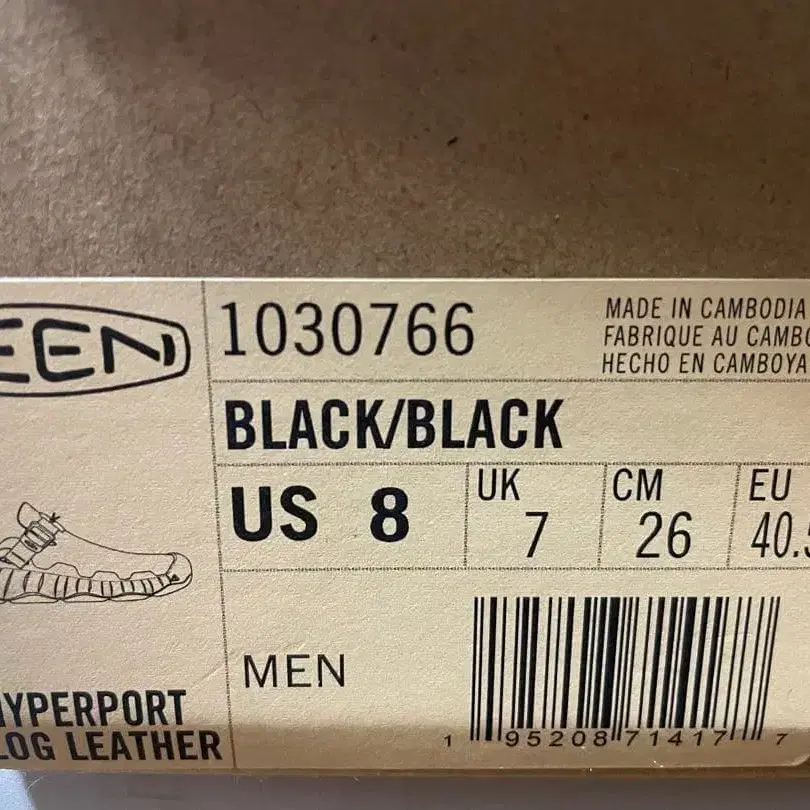 EEN
1030766
MADE IN CAMBODIA
FABRIQUE AU CAMBO
HECHO EN CAMBOYA
BLACK/BLACK
US 8
UK 7
CM 26
EU 40.5
MEN
HYPERPORT
LOG LEATHER
1 95208 71417 7